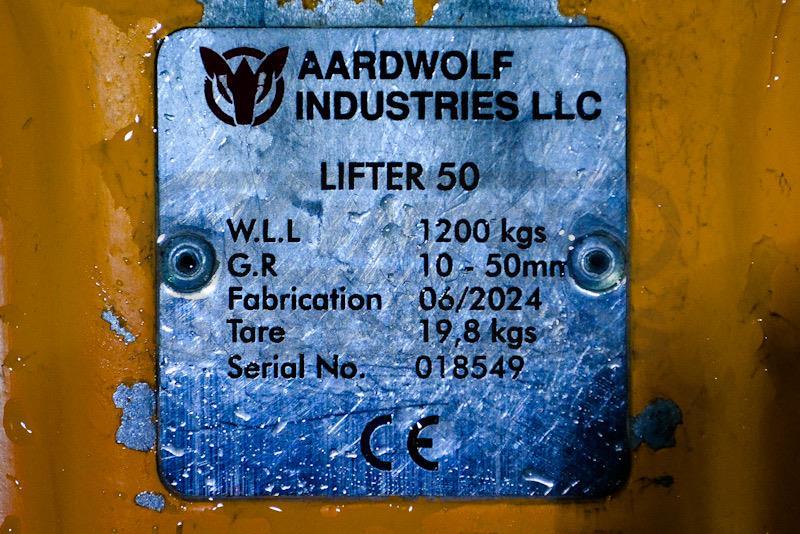 AARDWOLF
INDUSTRIES LLC
LIFTER 50
W.L.L 1200 kgs
G.R 10 - 50mm
Fabrication 06/2024
Tare 19,8 kgs
Serial No. 018549
CE